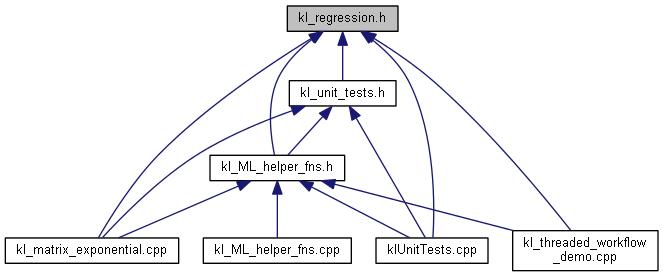 kl_regression.h
kl_unit_tests.h
kl_ML_helper_fns.h
kl_matrix_exponential.cpp
kl_ML_helper_fns.cpp
klUnitTests.cpp
kl_threaded_workflow
_demo.cpp